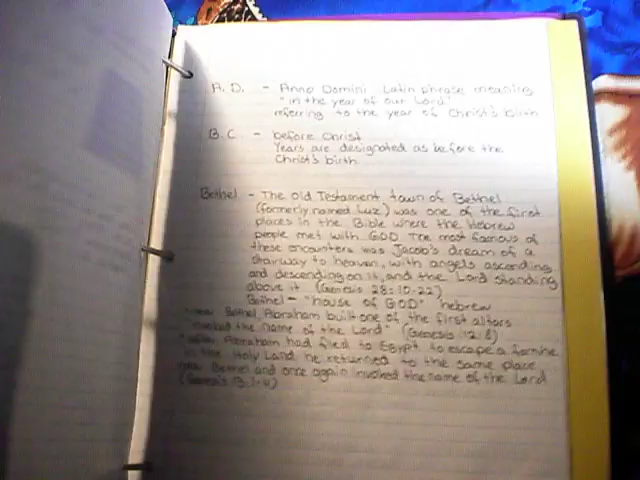 A.D. - Anno Domini Latin phrase meaning
"in the year of our Lord"
referring to the year of Christ's birth
B.C. - before Christ
Years are designated as before the
Christ's birth
Bethel - The Old Testament town of Bethel
(formerly named Luz) was one of the first
places in the Bible where the Hebrew
people met with GOD The most famous of
these encounters was Jacob's dream of a
stairway to heaven, with angels ascending
and descending on it, and the Lord standing
above it (Genesis 28:10-22)
Bethel - "house of GOD" hebrew
near Bethel, Abraham built one of the first altars
"invoked the name of the Lord" (Genesis 12:8)
after Abraham had fled to Egypt to escape a famine
in the Holy Land he returned to the same place
near Bethel and once again invoked the name of the Lord
(Genesis 13:1-4)